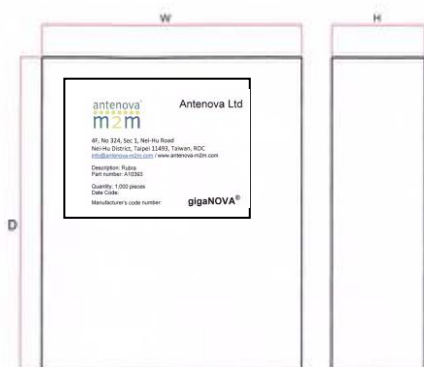 W
H
D
antenova®
m2m
Antenova Ltd
4F, No 324, Sec 1, Nei-Hu Road
Nei-Hu District, Taipei 11493, Taiwan, ROC
info@antenova-m2m.com / www.antenova-m2m.com
Description: Rubra
Part number: A10393
Quantity: 1,000 pieces
Date Code:
Manufacturer's code number:
gigaNOVA®